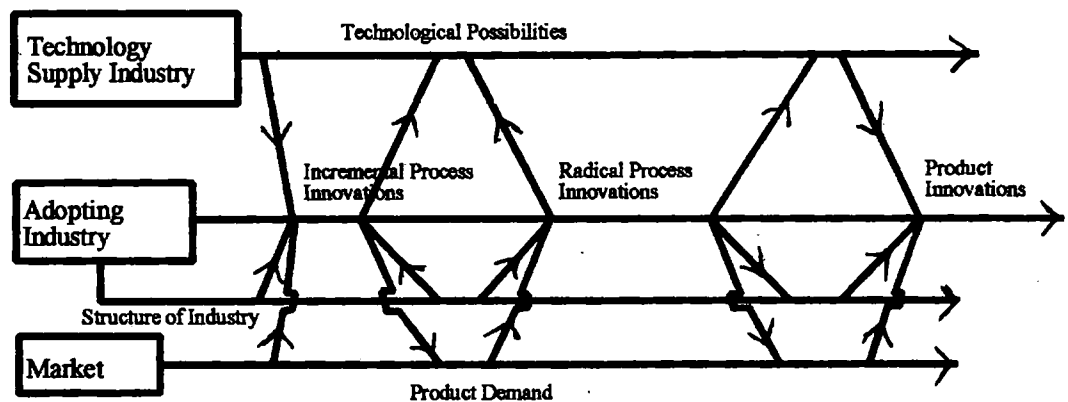 Technology
Supply Industry
Technological Possibilities
Incremental Process
Innovations
Radical Process
Innovations
Product
Innovations
Adopting
Industry
Structure of Industry
Market
Product Demand